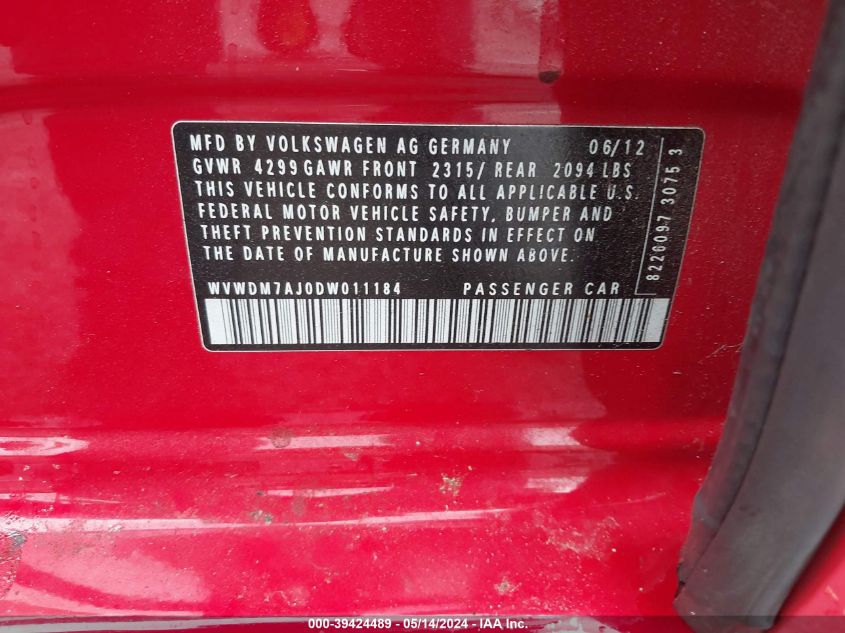 MFD BY VOLKSWAGEN AG GERMANY 06/12
GVWR 4299 GAWR FRONT 2315/ REAR 2094 LBS
THIS VEHICLE CONFORMS TO ALL APPLICABLE U.S.
FEDERAL MOTOR VEHICLE SAFETY, BUMPER AND
THEFT PREVENTION STANDARDS IN EFFECT ON
THE DATE OF MANUFACTURE SHOWN ABOVE.
WVWDM7AJ0DW011184 PASSENGER CAR
8226097 3075 3
000-39424489 - 05/14/2024 - IAA Inc.